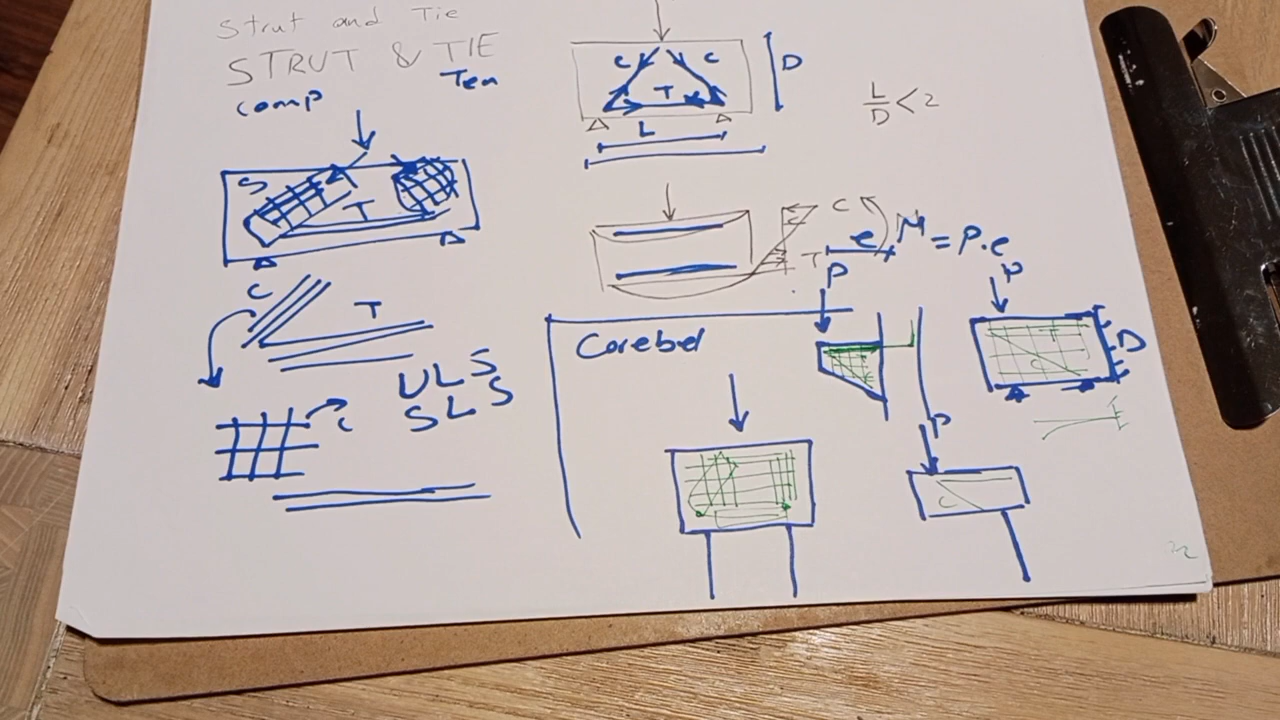 Strut and Tie
STRUT & TIE
comp
Ten
C
C
T
D
L
L/D < 2
S
T
C
T
C
T
e
M = P.e
P
P
Corebel
D
C
ULS
SLS
P
C